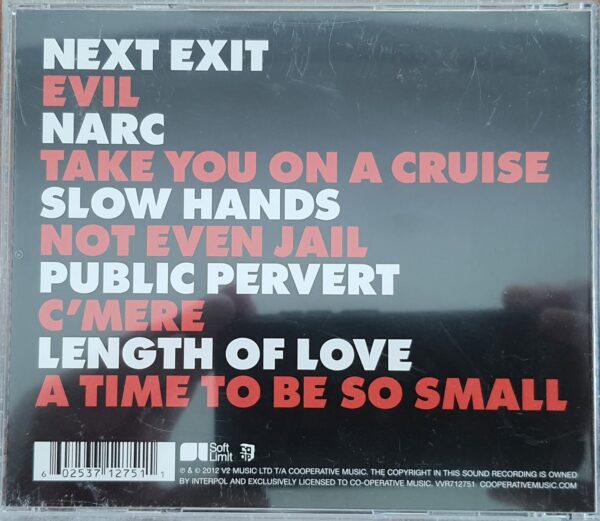 NEXT EXIT
EVIL
NARC
TAKE YOU ON A CRUISE
SLOW HANDS
NOT EVEN JAIL
PUBLIC PERVERT
C'MERE
LENGTH OF LOVE
A TIME TO BE SO SMALL
Soft
Limit
co
op
6 02537 12751 1
℗ & © 2012 V2 MUSIC LTD T/A COOPERATIVE MUSIC. THE COPYRIGHT IN THIS SOUND RECORDING IS OWNED
BY INTERPOL AND EXCLUSIVELY LICENSED TO CO-OPERATIVE MUSIC. VVR712751 COOPERATIVEMUSIC.COM